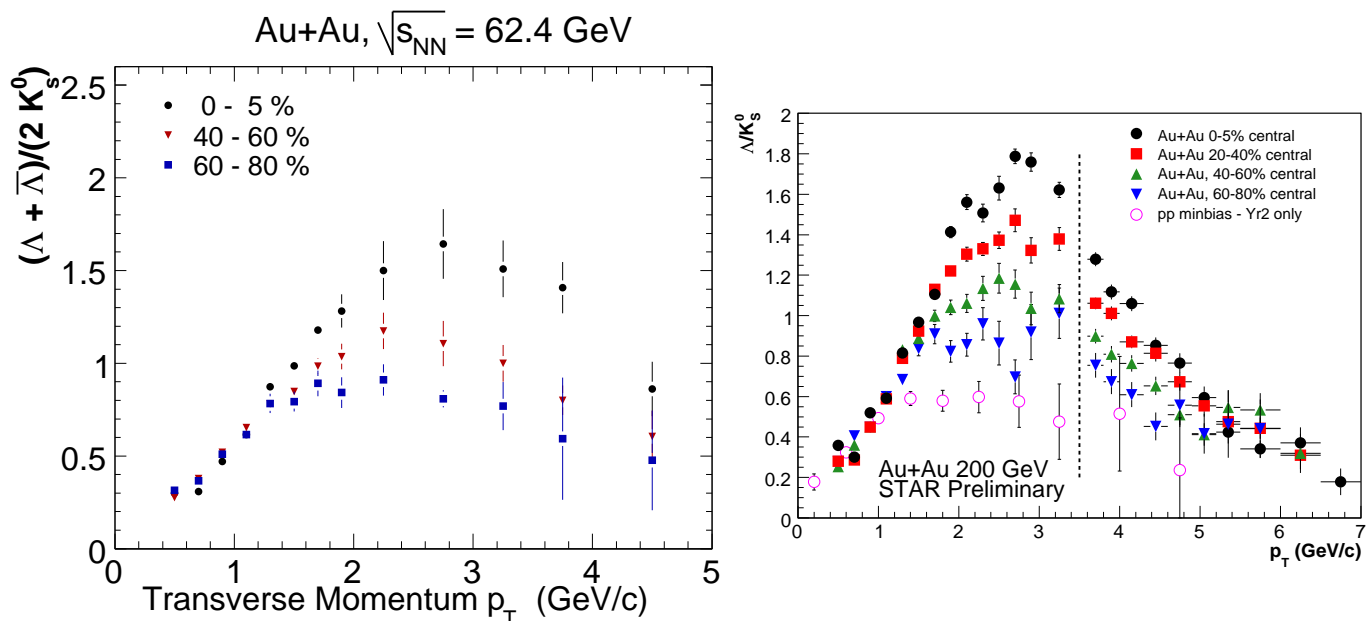 Au+Au, √s_NN = 62.4 GeV
(Λ + Λ̅)/(2 K⁰_s)
2.5
2
1.5
1
0.5
0
0 - 5 %
40 - 60 %
60 - 80 %
0 1 2 3 4 5
Transverse Momentum p_T (GeV/c)
Λ/K⁰_S
2
1.8
1.6
1.4
1.2
1
0.8
0.6
0.4
0.2
0
Au+Au 0-5% central
Au+Au 20-40% central
Au+Au, 40-60% central
Au+Au, 60-80% central
pp minbias - Yr2 only
Au+Au 200 GeV
STAR Preliminary
0 1 2 3 4 5 6 7
p_T (GeV/c)